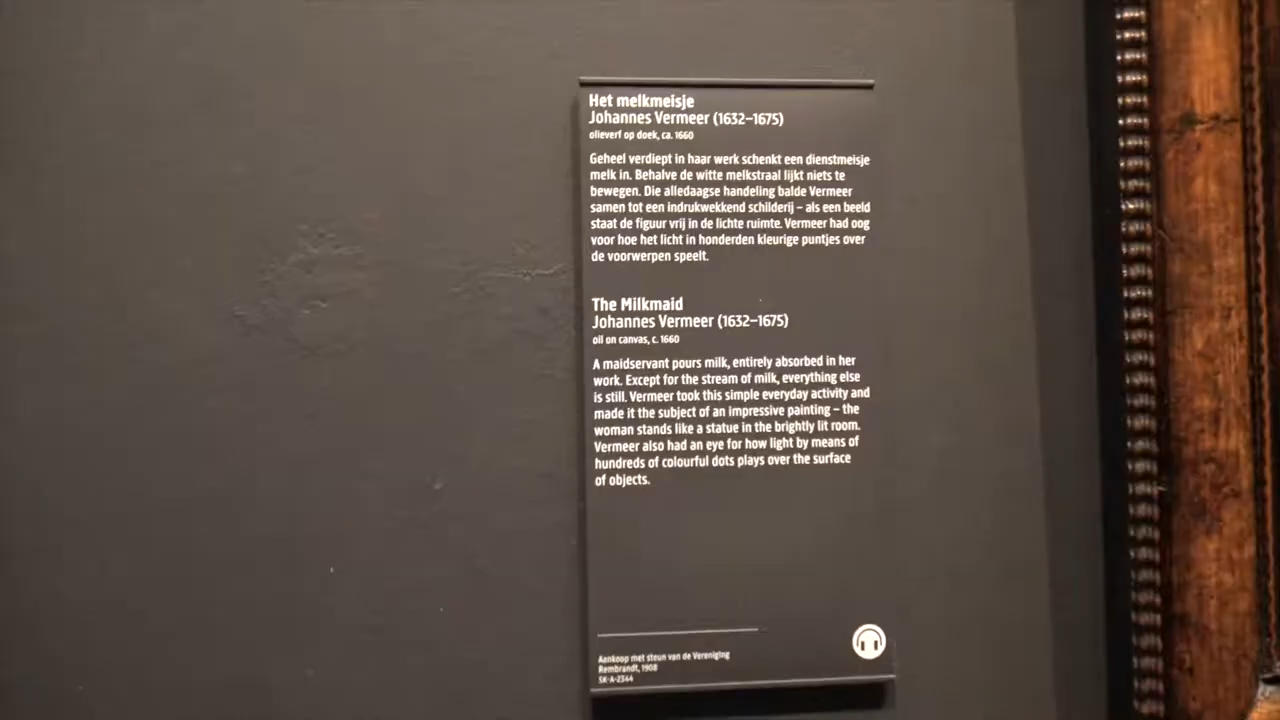 Het melkmeisje
Johannes Vermeer (1632–1675)
olieverf op doek, ca. 1660
Geheel verdiept in haar werk schenkt een dienstmeisje
melk in. Behalve de witte melkstraal lijkt niets te
bewegen. Die alledaagse handeling balde Vermeer
samen tot een indrukwekkend schilderij – als een beeld
staat de figuur vrij in de lichte ruimte. Vermeer had oog
voor hoe het licht in honderden kleurige puntjes over
de voorwerpen speelt.
The Milkmaid
Johannes Vermeer (1632–1675)
oil on canvas, c. 1660
A maidservant pours milk, entirely absorbed in her
work. Except for the stream of milk, everything else
is still. Vermeer took this simple everyday activity and
made it the subject of an impressive painting – the
woman stands like a statue in the brightly lit room.
Vermeer also had an eye for how light by means of
hundreds of colourful dots plays over the surface
of objects.
Aankoop met steun van de Vereniging
Rembrandt, 1908
SK-A-2344